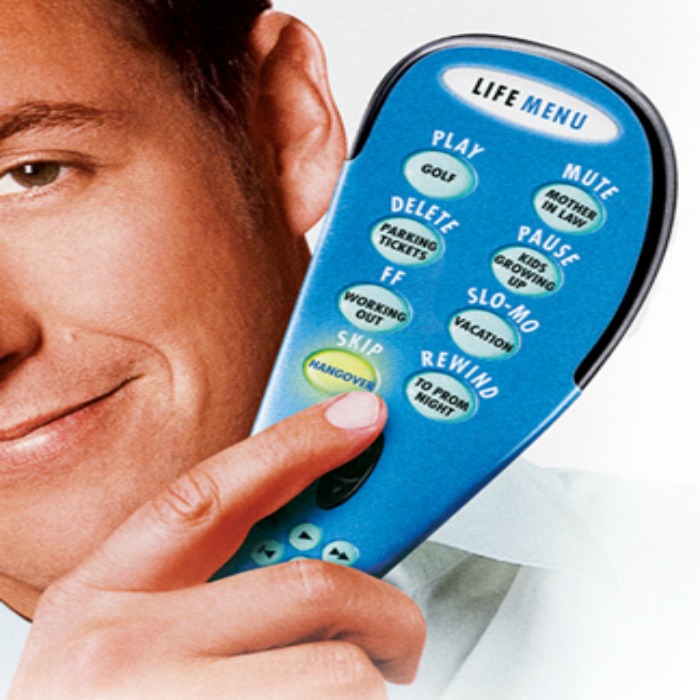 LIFE MENU
PLAY
GOLF
MUTE
MOTHER
IN LAW
DELETE
PARKING
TICKETS
PAUSE
KIDS
GROWING
UP
FF
WORKING
OUT
SLO-MO
VACATION
SKIP
HANGOVER
REWIND
TO PROM
NIGHT